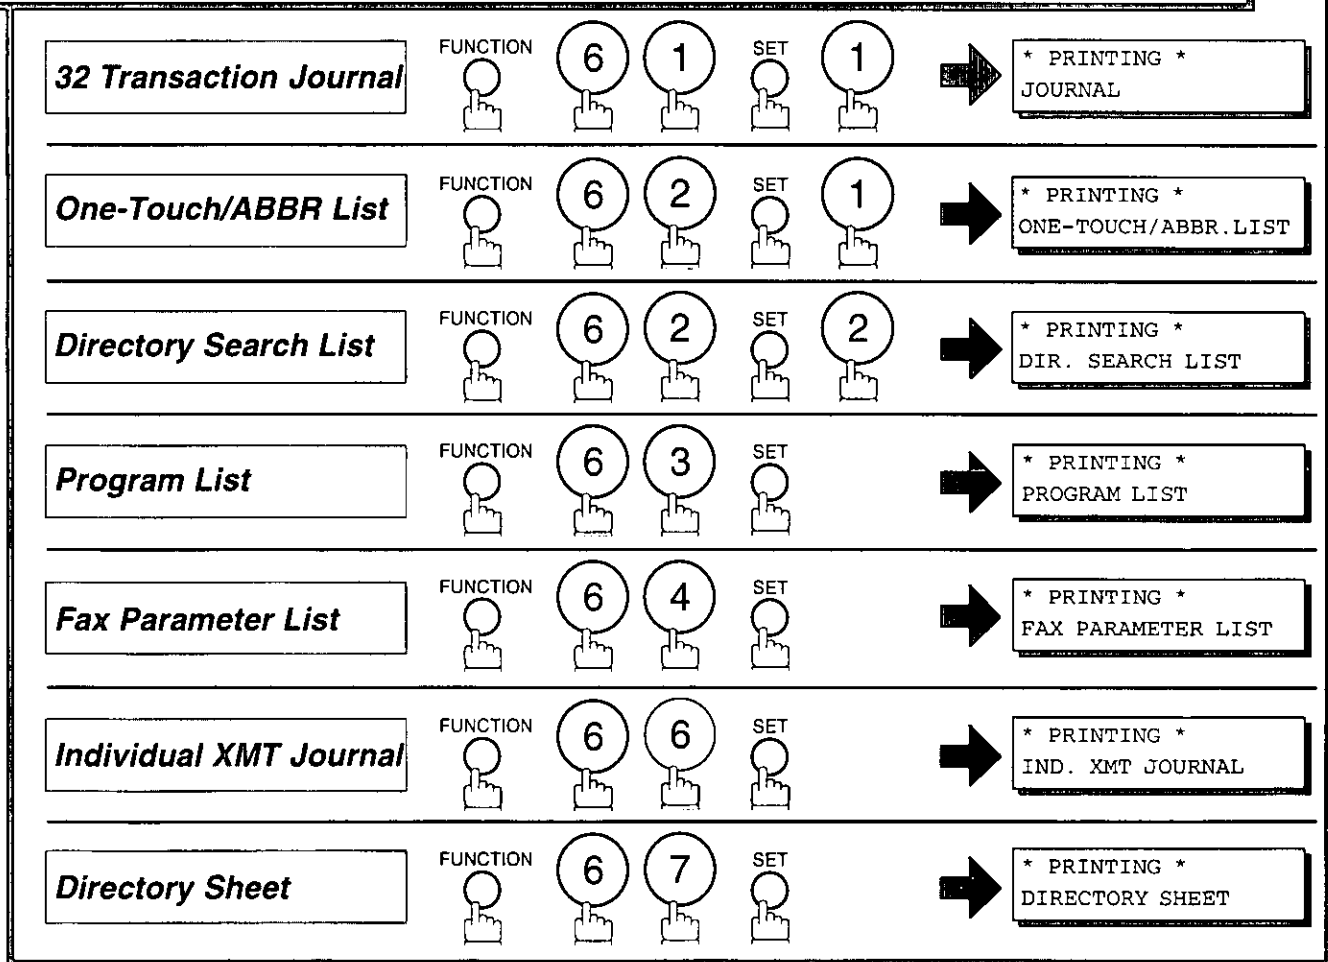 32 Transaction Journal FUNCTION 6 1 SET 1 * PRINTING *
JOURNAL
One-Touch/ABBR List FUNCTION 6 2 SET 1 * PRINTING *
ONE-TOUCH/ABBR.LIST
Directory Search List FUNCTION 6 2 SET 2 * PRINTING *
DIR. SEARCH LIST
Program List FUNCTION 6 3 SET * PRINTING *
PROGRAM LIST
Fax Parameter List FUNCTION 6 4 SET * PRINTING *
FAX PARAMETER LIST
Individual XMT Journal FUNCTION 6 6 SET * PRINTING *
IND. XMT JOURNAL
Directory Sheet FUNCTION 6 7 SET * PRINTING *
DIRECTORY SHEET